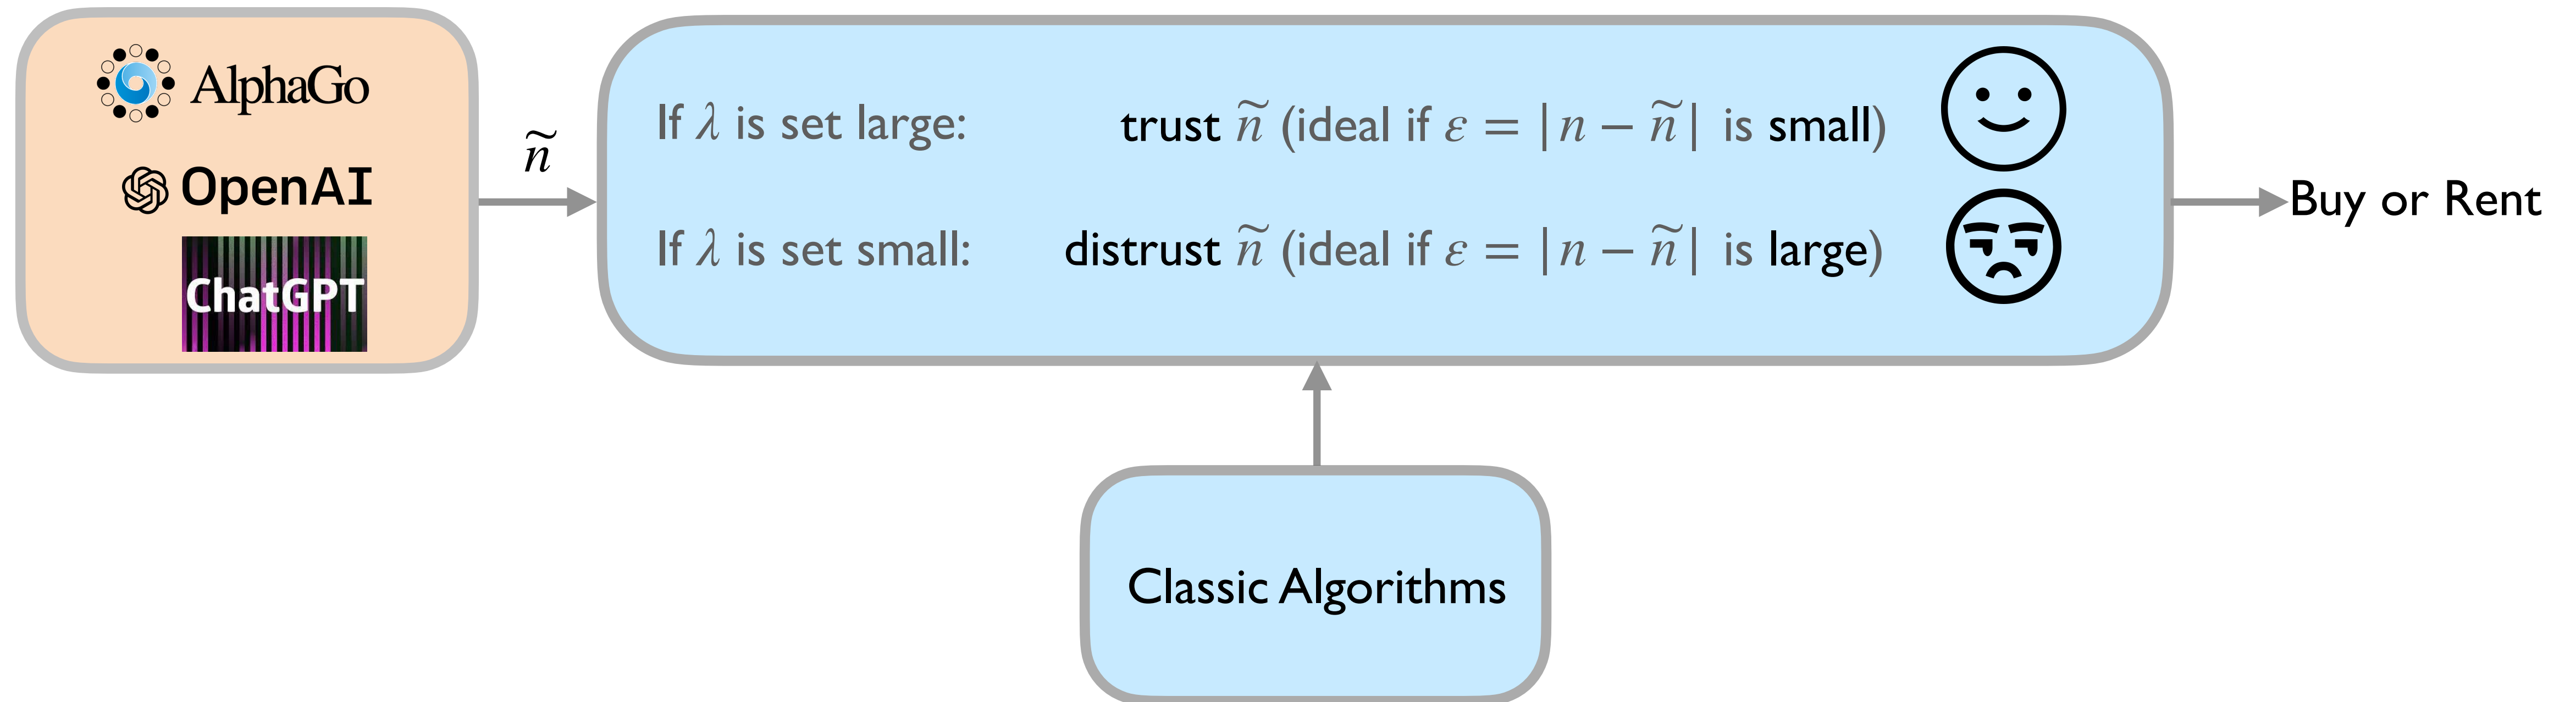 AlphaGo
OpenAI
ChatGPT
ñ
If λ is set large: trust ñ (ideal if ε = | n − ñ | is small)
If λ is set small: distrust ñ (ideal if ε = | n − ñ | is large)
Buy or Rent
Classic Algorithms